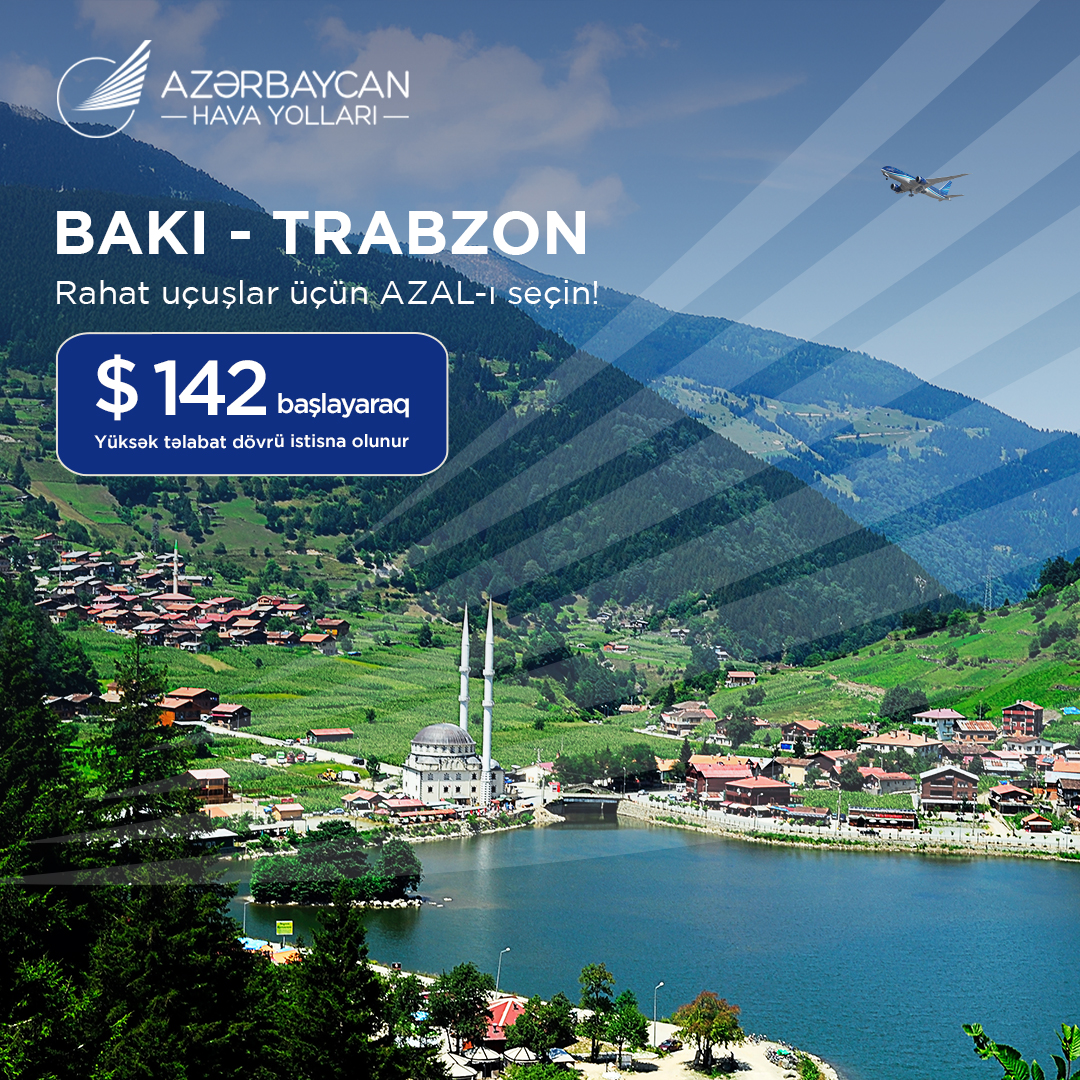 AZƏRBAYCAN
HAVA YOLLARI
BAKI - TRABZON
Rahat uçuşlar üçün AZAL-ı seçin!
$ 142 başlayaraq
Yüksək tələbat dövrü istisna olunur